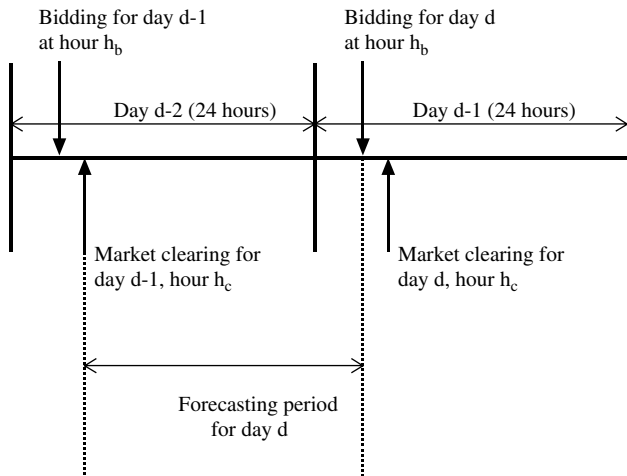 Bidding for day d-1
at hour h_b
Bidding for day d
at hour h_b
Day d-2 (24 hours)
Day d-1 (24 hours)
Market clearing for
day d-1, hour h_c
Market clearing for
day d, hour h_c
Forecasting period
for day d